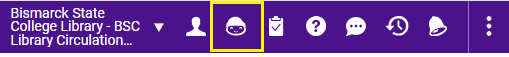 Bismarck State
College Library - BSC
Library Circulation...